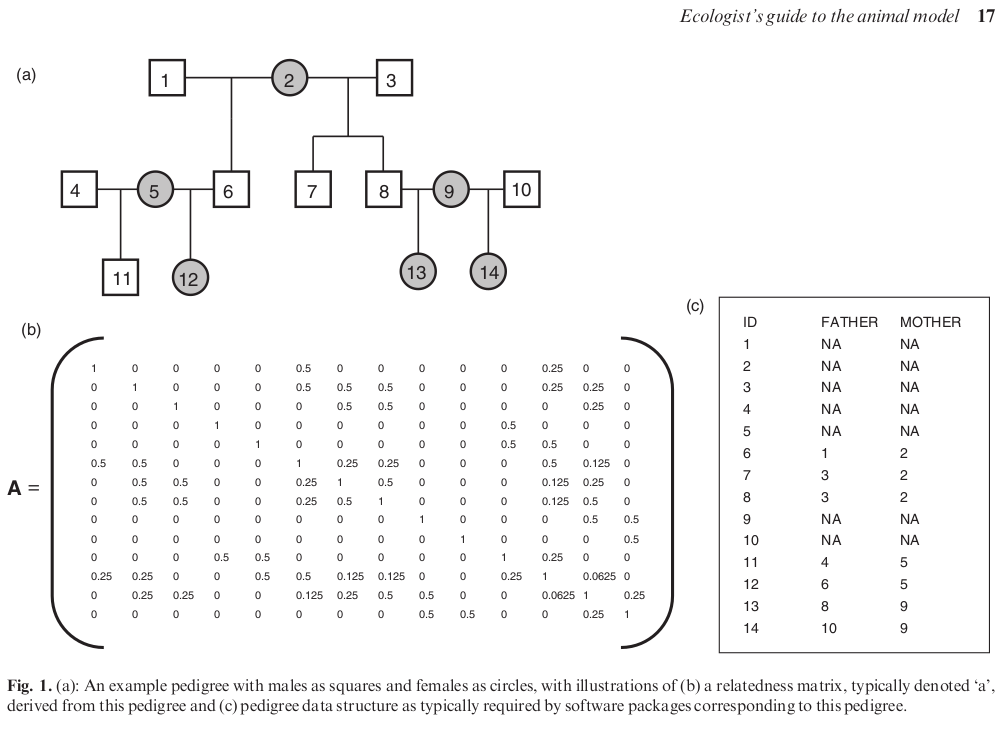 Ecologist's guide to the animal model 17
(a)
1 2 3
4 5 6 7 8 9 10
11 12 13 14
(b)
A =
1 0 0 0 0 0.5 0 0 0 0 0 0.25 0 0
0 1 0 0 0 0.5 0.5 0.5 0 0 0 0.25 0.25 0
0 0 1 0 0 0 0.5 0.5 0 0 0 0 0.25 0
0 0 0 1 0 0 0 0 0 0 0.5 0 0 0
0 0 0 0 1 0 0 0 0 0 0.5 0.5 0 0
0.5 0.5 0 0 0 1 0.25 0.25 0 0 0 0.5 0.125 0
0 0.5 0.5 0 0 0.25 1 0.5 0 0 0 0.125 0.25 0
0 0.5 0.5 0 0 0.25 0.5 1 0 0 0 0.125 0.5 0
0 0 0 0 0 0 0 0 1 0 0 0 0.5 0.5
0 0 0 0 0 0 0 0 0 1 0 0 0 0.5
0 0 0 0.5 0.5 0 0 0 0 0 1 0.25 0 0
0.25 0.25 0 0 0.5 0.5 0.125 0.125 0 0 0.25 1 0.0625 0
0 0.25 0.25 0 0 0.125 0.25 0.5 0.5 0 0 0.0625 1 0.25
0 0 0 0 0 0 0 0 0.5 0.5 0 0 0.25 1
(c)
ID FATHER MOTHER
1 NA NA
2 NA NA
3 NA NA
4 NA NA
5 NA NA
6 1 2
7 3 2
8 3 2
9 NA NA
10 NA NA
11 4 5
12 6 5
13 8 9
14 10 9
Fig. 1. (a): An example pedigree with males as squares and females as circles, with illustrations of (b) a relatedness matrix, typically denoted 'a',
derived from this pedigree and (c) pedigree data structure as typically required by software packages corresponding to this pedigree.